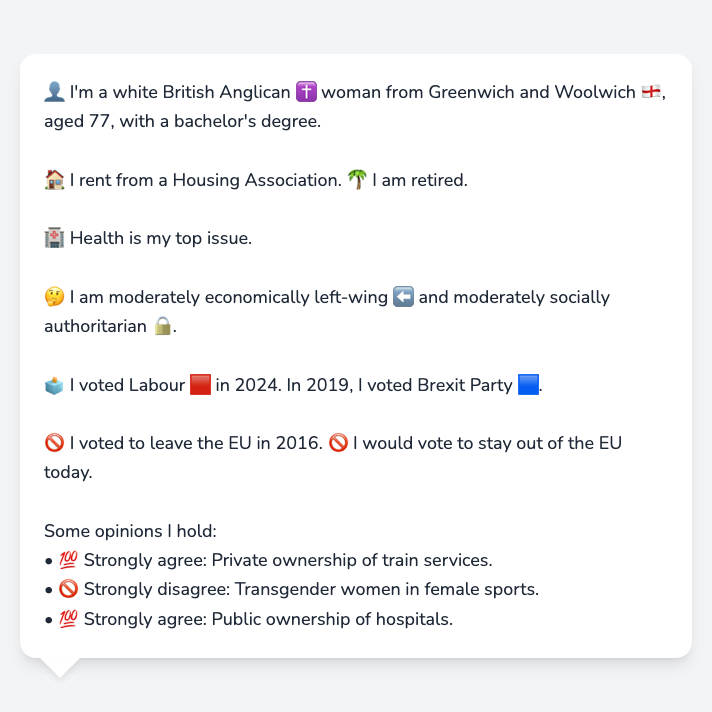 👤 I'm a white British Anglican ✝️ woman from Greenwich and Woolwich 🏴󠁧󠁢󠁥󠁮󠁧󠁿,
aged 77, with a bachelor's degree.
🏠 I rent from a Housing Association. 🌴 I am retired.
🏥 Health is my top issue.
🤔 I am moderately economically left-wing ⬅️ and moderately socially
authoritarian 🔒.
🗳️ I voted Labour 🟥 in 2024. In 2019, I voted Brexit Party 🟦.
🚫 I voted to leave the EU in 2016. 🚫 I would vote to stay out of the EU
today.
Some opinions I hold:
• 💯 Strongly agree: Private ownership of train services.
• 🚫 Strongly disagree: Transgender women in female sports.
• 💯 Strongly agree: Public ownership of hospitals.